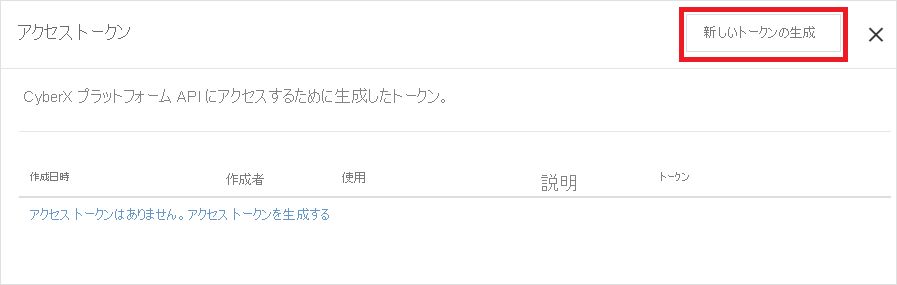 アクセス トークン
新しいトークンの生成
CyberX プラットフォーム API にアクセスするために生成したトークン。
作成日時 作成者 使用 説明 トークン
アクセス トークンはありません。アクセス トークンを生成する